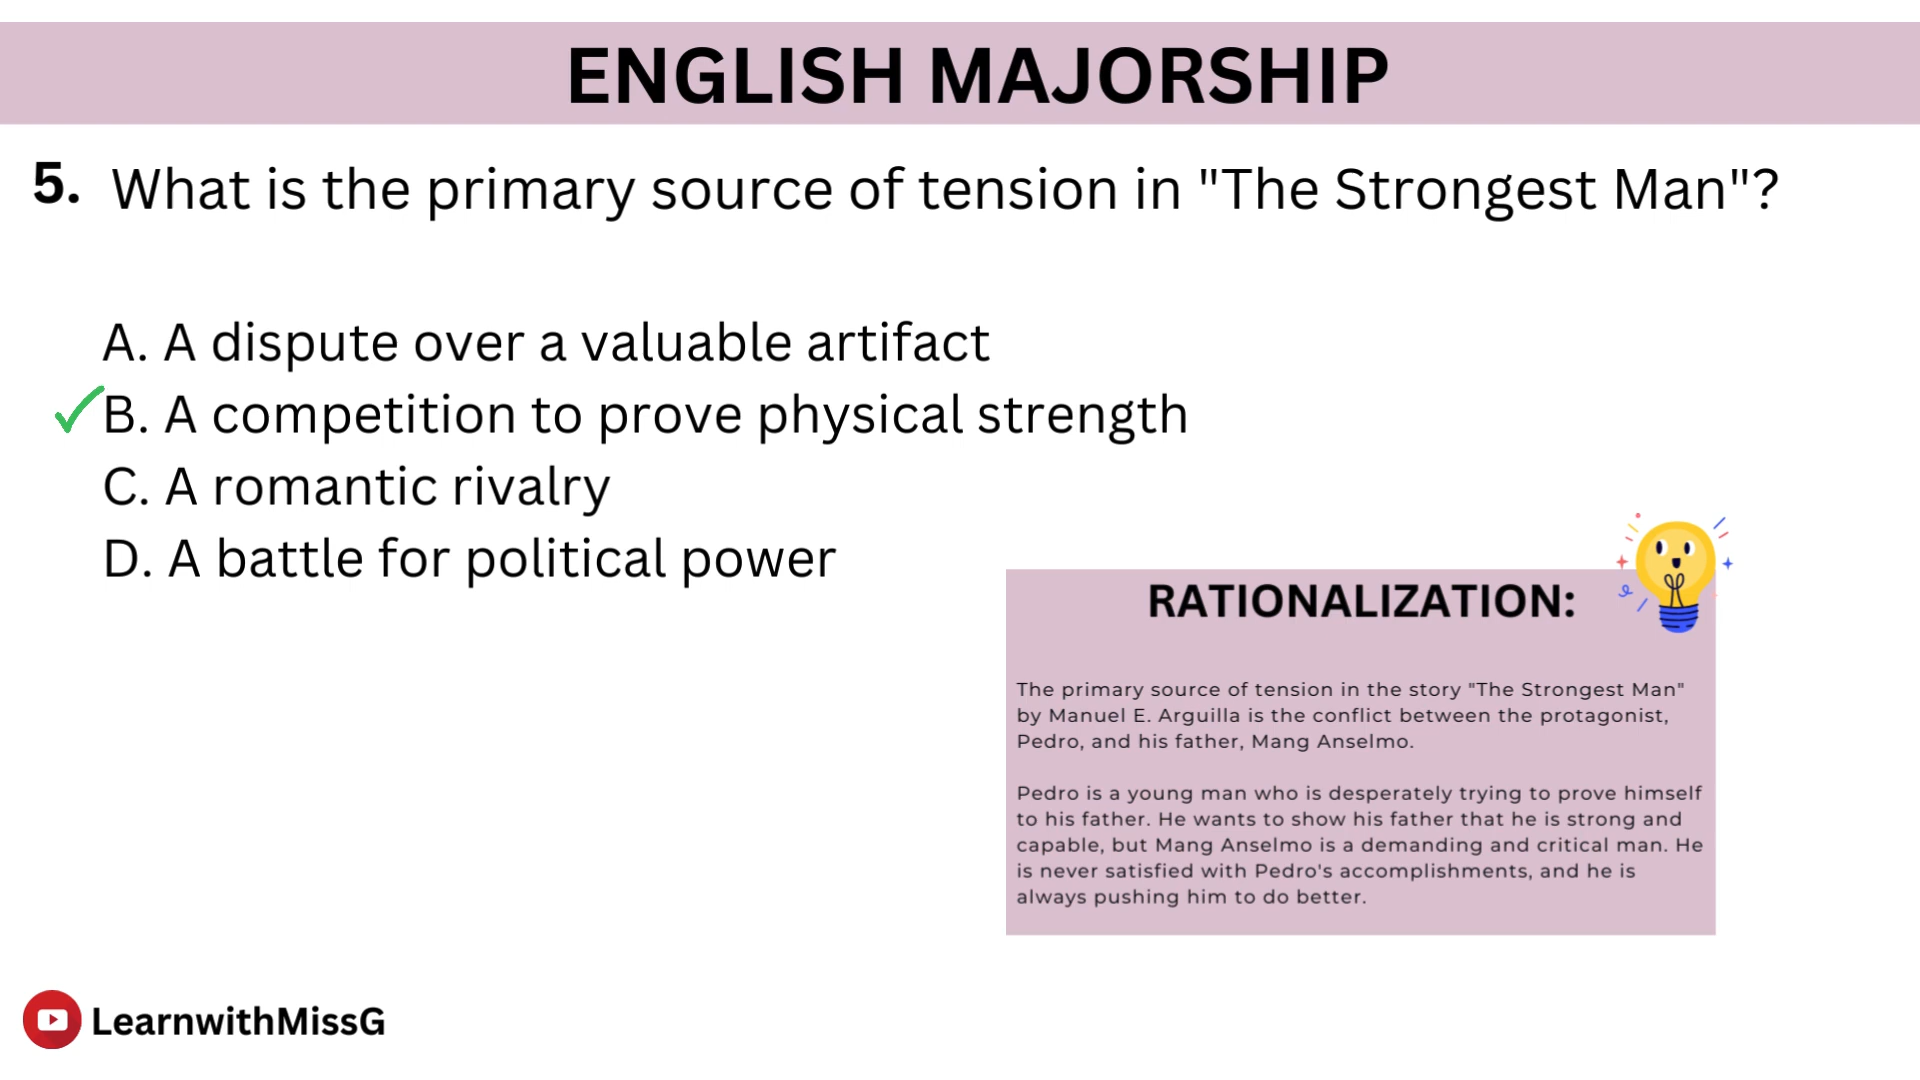 ENGLISH MAJORSHIP
5. What is the primary source of tension in "The Strongest Man"?
A. A dispute over a valuable artifact
B. A competition to prove physical strength
C. A romantic rivalry
D. A battle for political power
RATIONALIZATION:
The primary source of tension in the story "The Strongest Man"
by Manuel E. Arguilla is the conflict between the protagonist,
Pedro, and his father, Mang Anselmo.
Pedro is a young man who is desperately trying to prove himself
to his father. He wants to show his father that he is strong and
capable, but Mang Anselmo is a demanding and critical man. He
is never satisfied with Pedro's accomplishments, and he is
always pushing him to do better.
LearnwithMissG